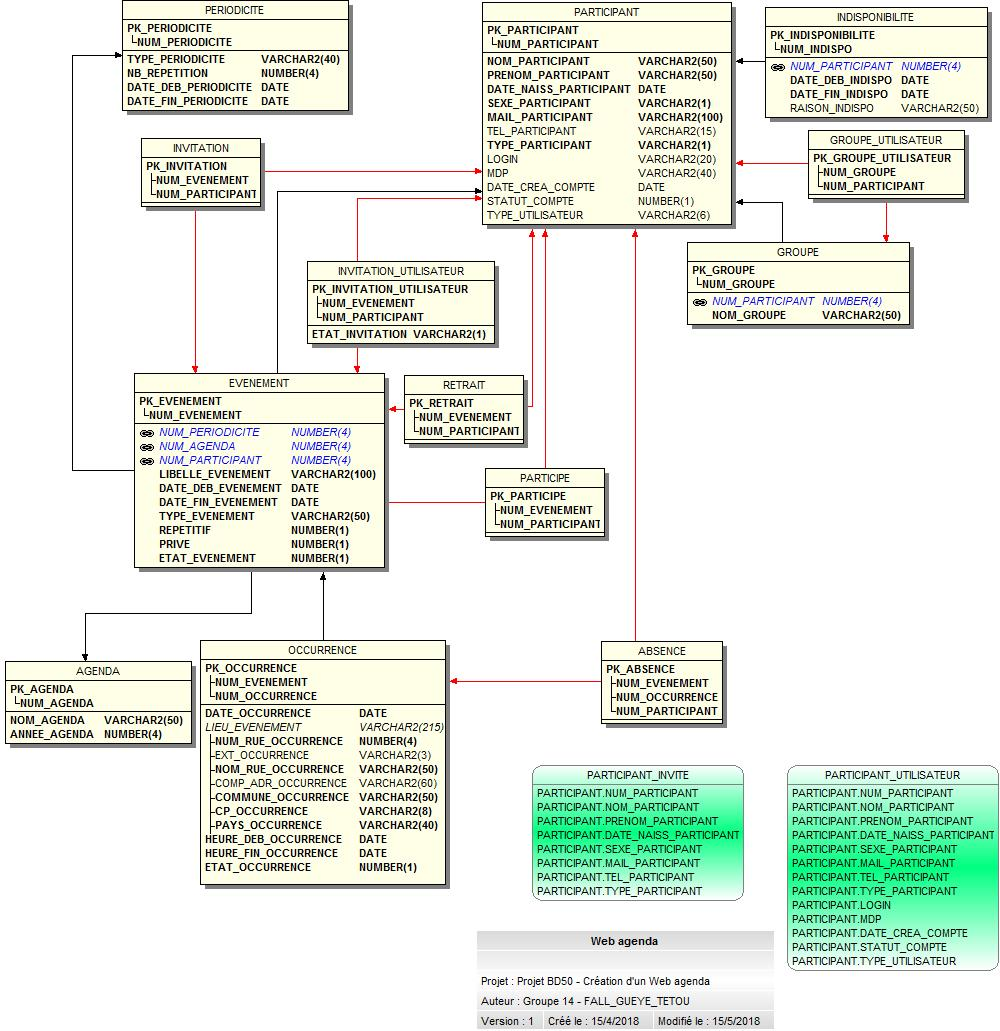 PERIODICITE
PK_PERIODICITE
NUM_PERIODICITE
TYPE_PERIODICITE VARCHAR2(40)
NB_REPETITION NUMBER(4)
DATE_DEB_PERIODICITE DATE
DATE_FIN_PERIODICITE DATE
PARTICIPANT
PK_PARTICIPANT
NUM_PARTICIPANT
NOM_PARTICIPANT VARCHAR2(50)
PRENOM_PARTICIPANT VARCHAR2(50)
DATE_NAISS_PARTICIPANT DATE
SEXE_PARTICIPANT VARCHAR2(1)
MAIL_PARTICIPANT VARCHAR2(100)
TEL_PARTICIPANT VARCHAR2(15)
TYPE_PARTICIPANT VARCHAR2(1)
LOGIN VARCHAR2(20)
MDP VARCHAR2(40)
DATE_CREA_COMPTE DATE
STATUT_COMPTE NUMBER(1)
TYPE_UTILISATEUR VARCHAR2(6)
INDISPONIBILITE
PK_INDISPONIBILITE
NUM_INDISPO
NUM_PARTICIPANT NUMBER(4)
DATE_DEB_INDISPO DATE
DATE_FIN_INDISPO DATE
RAISON_INDISPO VARCHAR2(50)
INVITATION
PK_INVITATION
NUM_EVENEMENT
NUM_PARTICIPANT
GROUPE_UTILISATEUR
PK_GROUPE_UTILISATEUR
NUM_GROUPE
NUM_PARTICIPANT
INVITATION_UTILISATEUR
PK_INVITATION_UTILISATEUR
NUM_EVENEMENT
NUM_PARTICIPANT
ETAT_INVITATION VARCHAR2(1)
GROUPE
PK_GROUPE
NUM_GROUPE
NUM_PARTICIPANT NUMBER(4)
NOM_GROUPE VARCHAR2(50)
EVENEMENT
PK_EVENEMENT
NUM_EVENEMENT
NUM_PERIODICITE NUMBER(4)
NUM_AGENDA NUMBER(4)
NUM_PARTICIPANT NUMBER(4)
LIBELLE_EVENEMENT VARCHAR2(100)
DATE_DEB_EVENEMENT DATE
DATE_FIN_EVENEMENT DATE
TYPE_EVENEMENT VARCHAR2(50)
REPETITIF NUMBER(1)
PRIVE NUMBER(1)
ETAT_EVENEMENT NUMBER(1)
RETRAIT
PK_RETRAIT
NUM_EVENEMENT
NUM_PARTICIPANT
PARTICIPE
PK_PARTICIPE
NUM_EVENEMENT
NUM_PARTICIPANT
AGENDA
PK_AGENDA
NUM_AGENDA
NOM_AGENDA VARCHAR2(50)
ANNEE_AGENDA NUMBER(4)
OCCURRENCE
PK_OCCURRENCE
NUM_EVENEMENT
NUM_OCCURRENCE
DATE_OCCURRENCE DATE
LIEU_EVENEMENT VARCHAR2(215)
NUM_RUE_OCCURRENCE NUMBER(4)
EXT_OCCURRENCE VARCHAR2(3)
NOM_RUE_OCCURRENCE VARCHAR2(50)
COMP_ADR_OCCURRENCE VARCHAR2(60)
COMMUNE_OCCURRENCE VARCHAR2(50)
CP_OCCURRENCE VARCHAR2(8)
PAYS_OCCURRENCE VARCHAR2(40)
HEURE_DEB_OCCURRENCE DATE
HEURE_FIN_OCCURRENCE DATE
ETAT_OCCURRENCE NUMBER(1)
ABSENCE
PK_ABSENCE
NUM_EVENEMENT
NUM_OCCURRENCE
NUM_PARTICIPANT
PARTICIPANT_INVITE
PARTICIPANT.NUM_PARTICIPANT
PARTICIPANT.NOM_PARTICIPANT
PARTICIPANT.PRENOM_PARTICIPANT
PARTICIPANT.DATE_NAISS_PARTICIPANT
PARTICIPANT.SEXE_PARTICIPANT
PARTICIPANT.MAIL_PARTICIPANT
PARTICIPANT.TEL_PARTICIPANT
PARTICIPANT.TYPE_PARTICIPANT
PARTICIPANT_UTILISATEUR
PARTICIPANT.NUM_PARTICIPANT
PARTICIPANT.NOM_PARTICIPANT
PARTICIPANT.PRENOM_PARTICIPANT
PARTICIPANT.DATE_NAISS_PARTICIPANT
PARTICIPANT.SEXE_PARTICIPANT
PARTICIPANT.MAIL_PARTICIPANT
PARTICIPANT.TEL_PARTICIPANT
PARTICIPANT.TYPE_PARTICIPANT
PARTICIPANT.LOGIN
PARTICIPANT.MDP
PARTICIPANT.DATE_CREA_COMPTE
PARTICIPANT.STATUT_COMPTE
PARTICIPANT.TYPE_UTILISATEUR
Web agenda
Projet : Projet BD50 - Création d'un Web agenda
Auteur : Groupe 14 - FALL_GUEYE_TETOU
Version : 1 Créé le : 15/4/2018 Modifié le : 15/5/2018